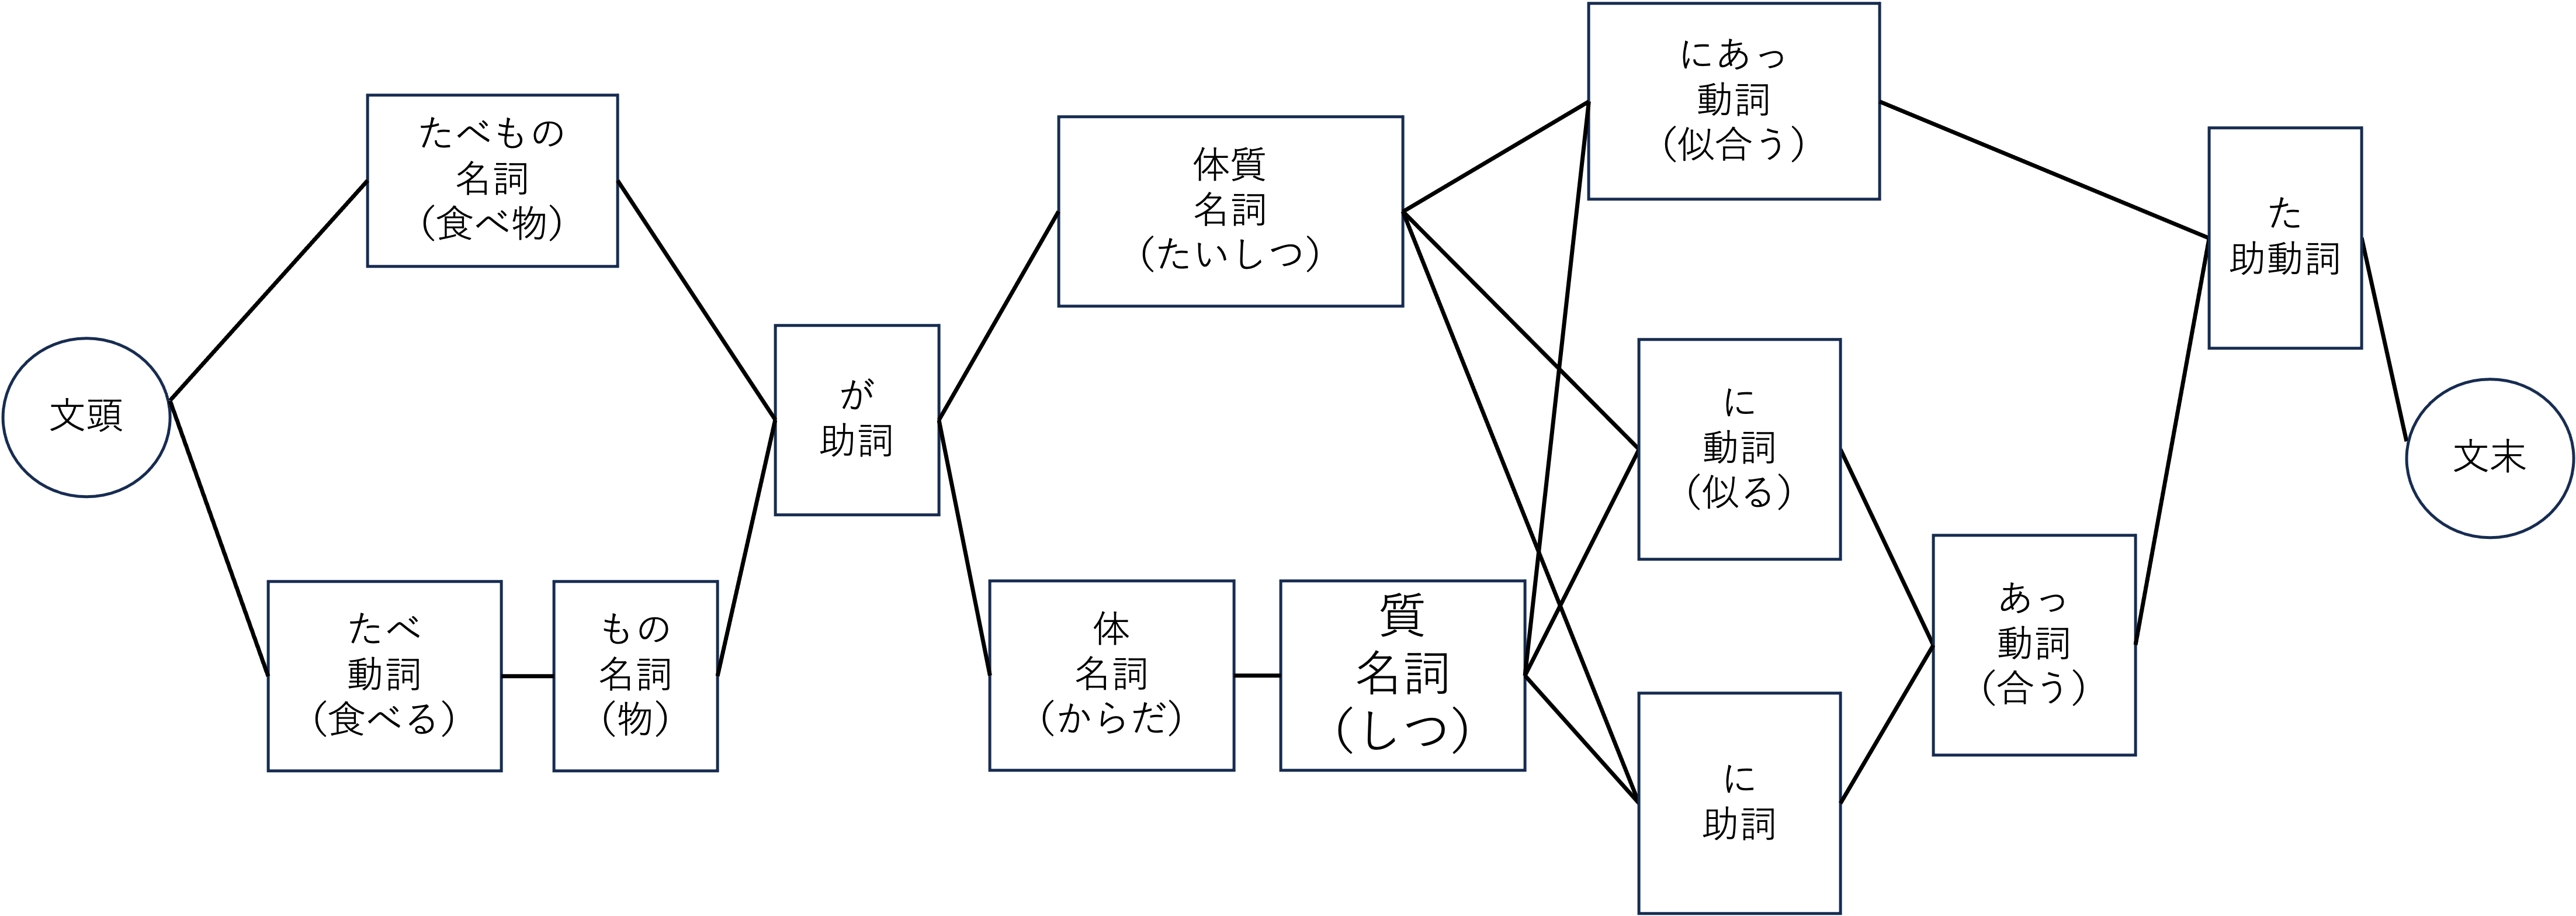 文頭
たべもの
名詞
（食べ物）
たべ
動詞
（食べる）
もの
名詞
（物）
が
助詞
体質
名詞
（たいしつ）
体
名詞
（からだ）
質
名詞
（しつ）
にあっ
動詞
（似合う）
に
動詞
（似る）
に
助詞
あっ
動詞
（合う）
た
助動詞
文末